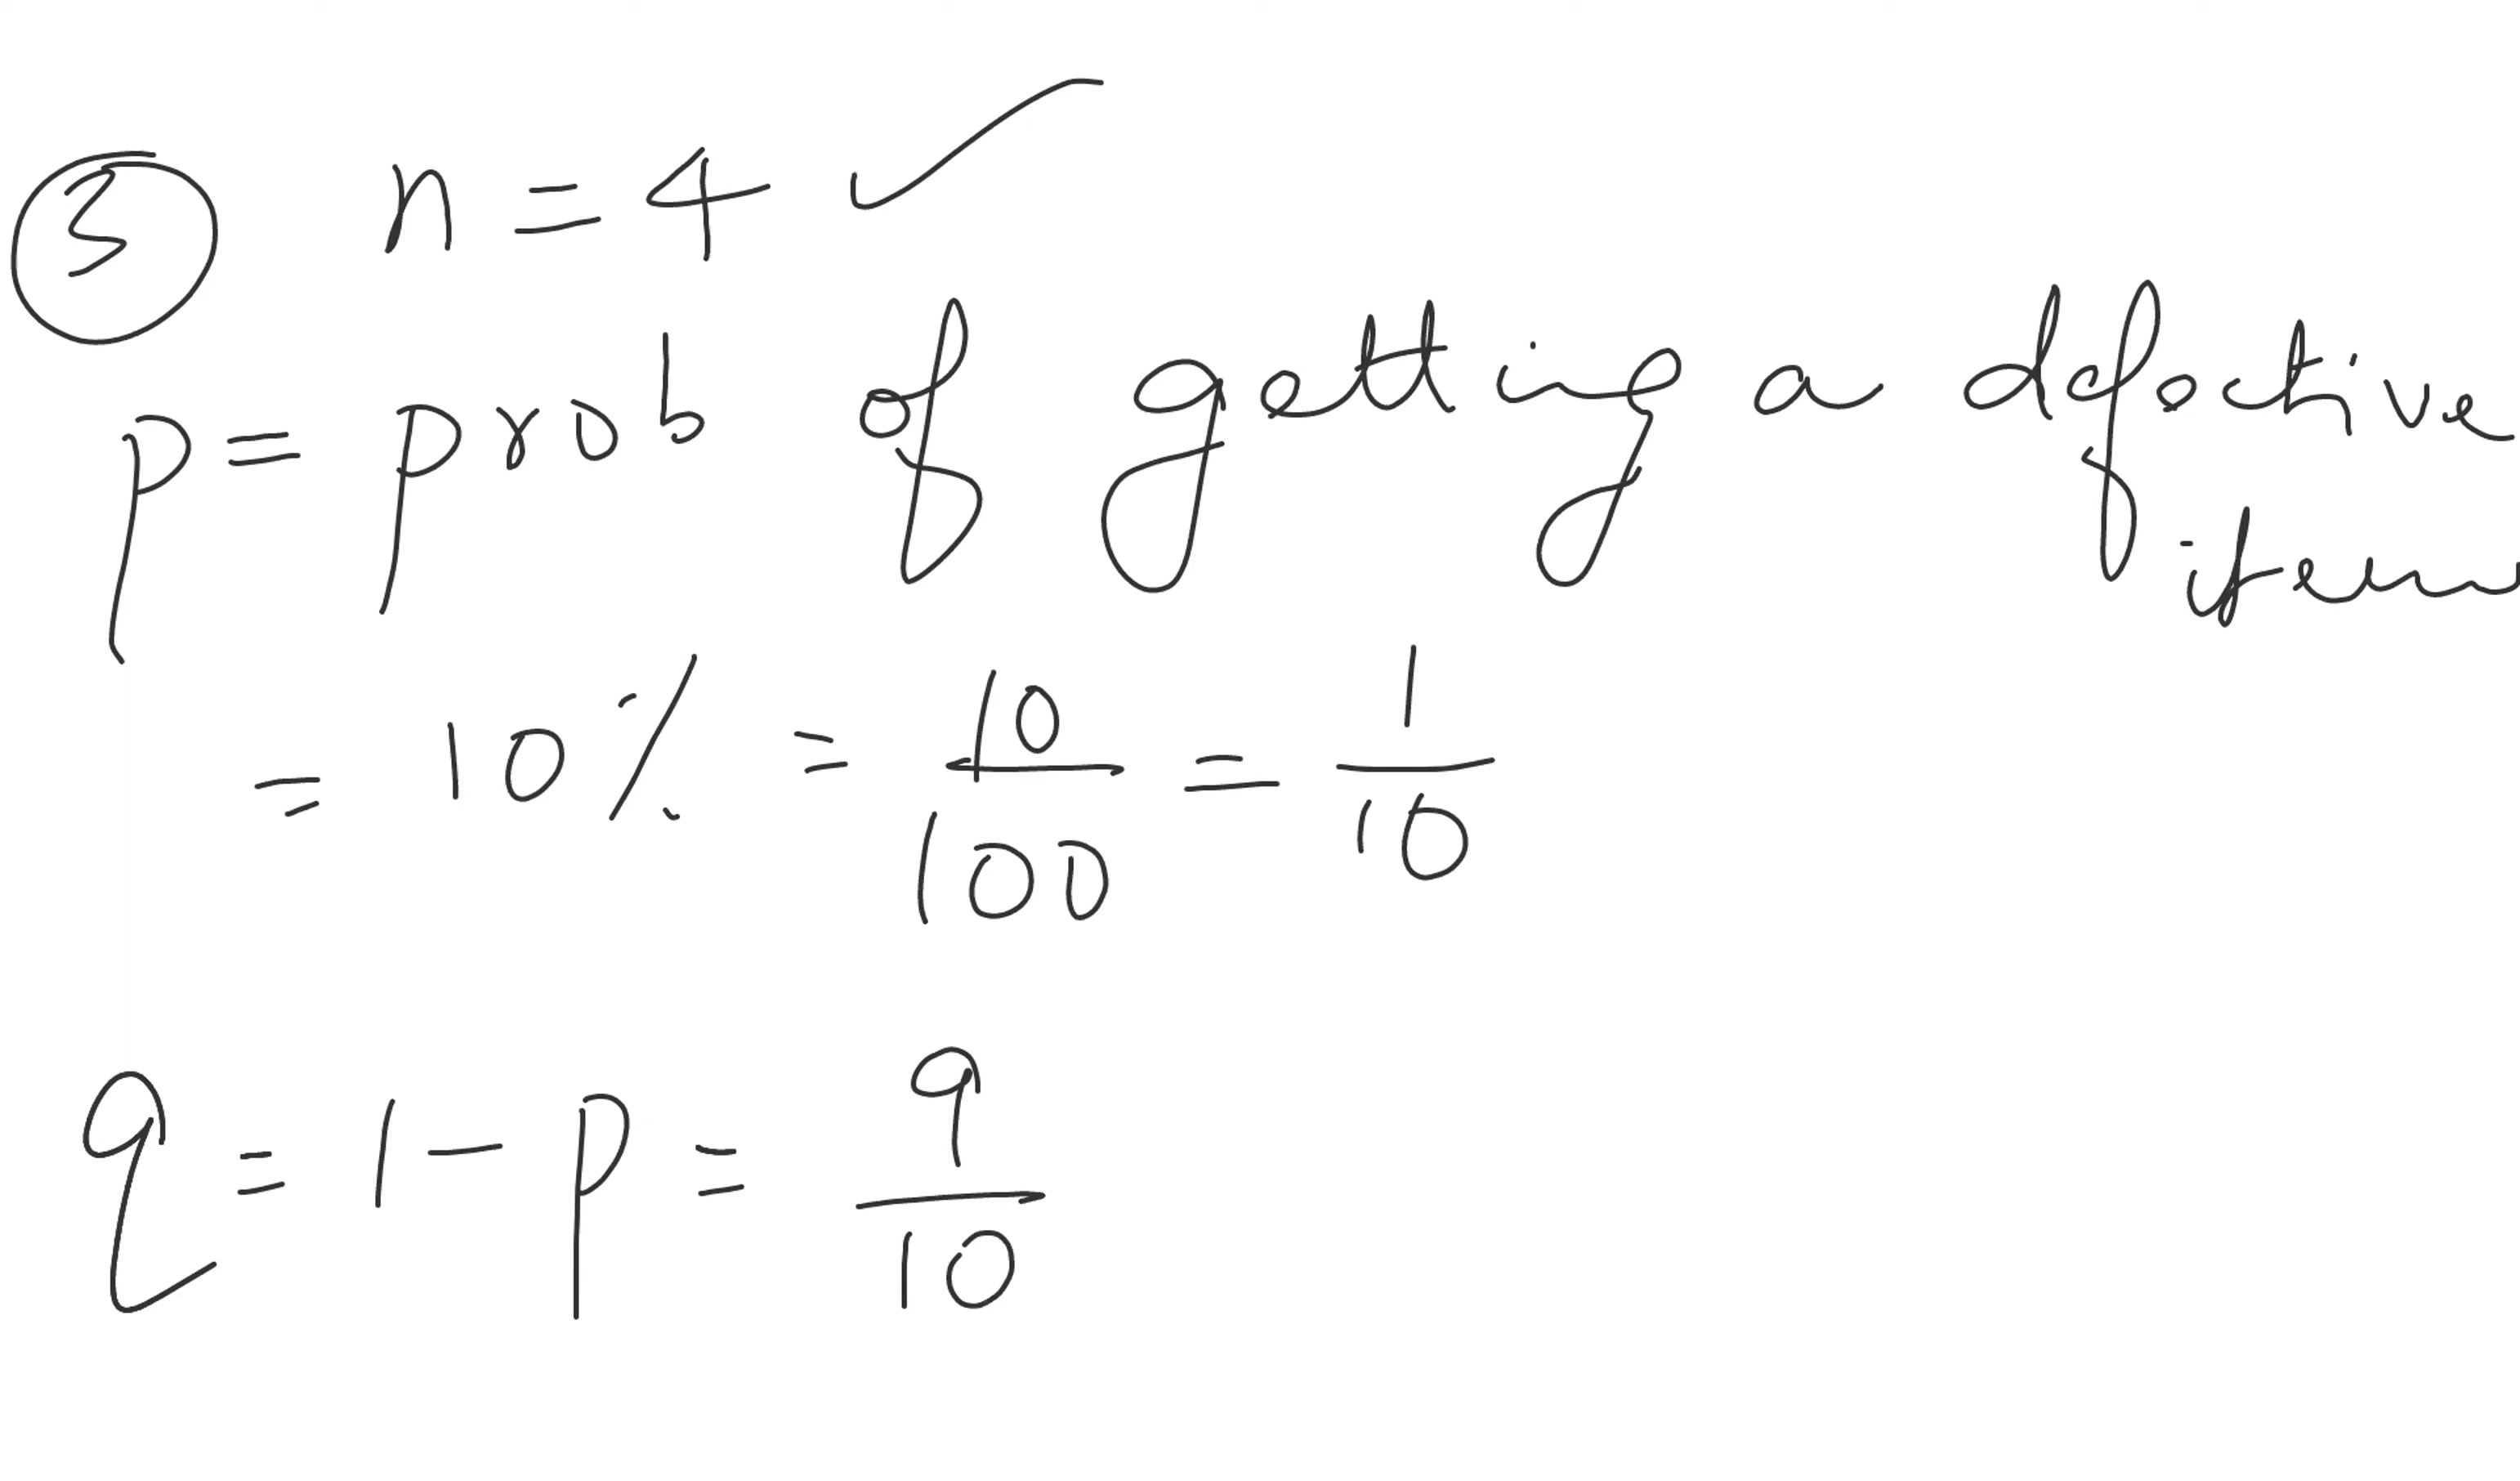 ③ n = 4 ✓
p = prob of getting a defective
item
= 10% = 10/100 = 1/10
q = 1 - p = 9/10